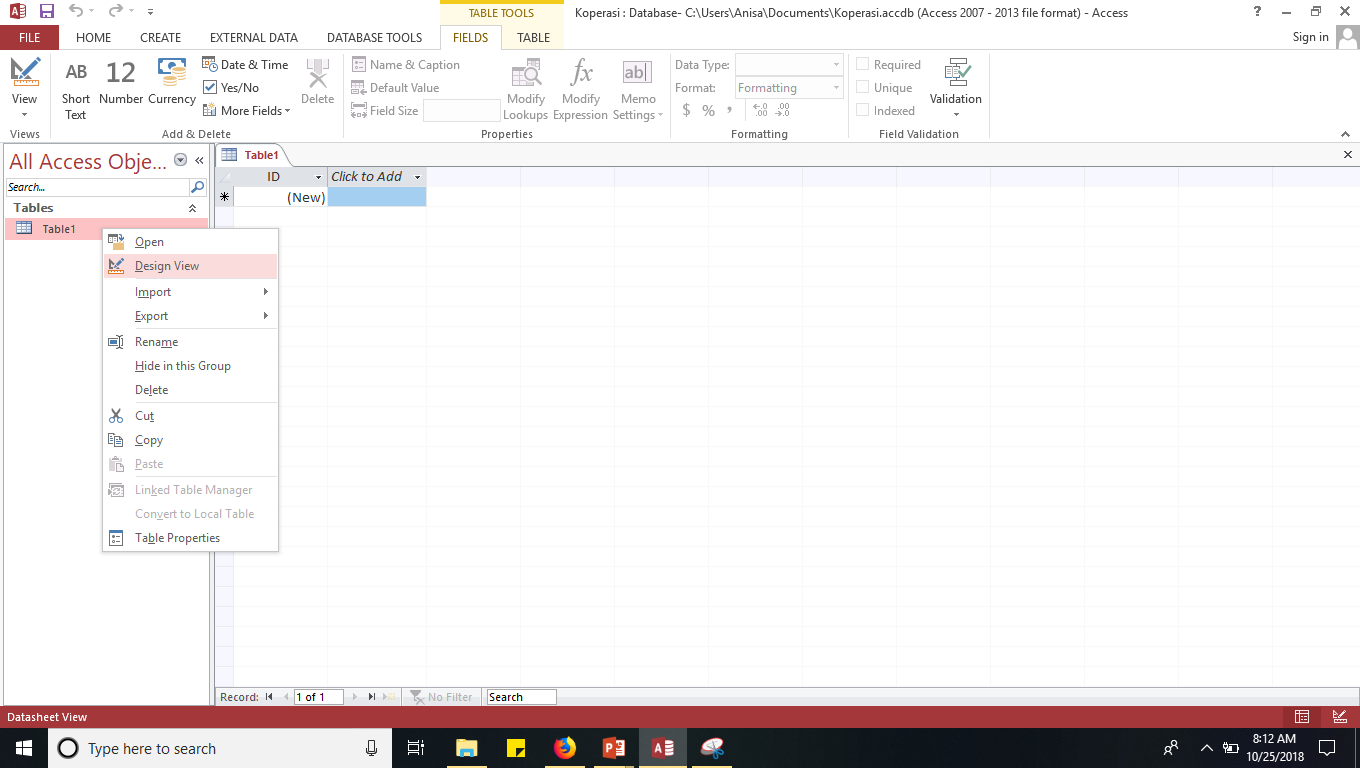 TABLE TOOLS
Koperasi : Database- C:\Users\Anisa\Documents\Koperasi.accdb (Access 2007 - 2013 file format) - Access
?
FILE HOME CREATE EXTERNAL DATA DATABASE TOOLS FIELDS TABLE
Sign in
View
Views
AB
Short
Text
12
Number
Currency
Date & Time
Yes/No
More Fields
Delete
Add & Delete
Name & Caption
Default Value
Field Size
Modify
Lookups
fx
Modify
Expression
ab
Memo
Settings
Properties
Data Type:
Format: Formatting
$ % ,
.00
.00
Formatting
Required
Unique
Indexed
Validation
Field Validation
All Access Obje...
Search...
Tables
Table1
Open
Design View
Import
Export
Rename
Hide in this Group
Delete
Cut
Copy
Paste
Linked Table Manager
Convert to Local Table
Table Properties
Table1
ID Click to Add
(New)
Record: 1 of 1 No Filter Search
Datasheet View
Type here to search
8:12 AM
10/25/2018